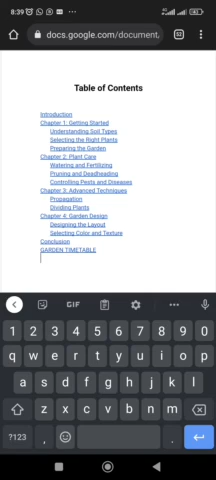 8:39
docs.google.com/document
52
Table of Contents
Introduction
Chapter 1: Getting Started
Understanding Soil Types
Selecting the Right Plants
Preparing the Garden
Chapter 2: Plant Care
Watering and Fertilizing
Pruning and Deadheading
Controlling Pests and Diseases
Chapter 3: Advanced Techniques
Propagation
Dividing Plants
Chapter 4: Garden Design
Designing the Layout
Selecting Color and Texture
Conclusion
GARDEN TIMETABLE
GIF
1 2 3 4 5 6 7 8 9 0
q w e r t y u i o p
a s d f g h j k l
z x c v b n m
?123 , .